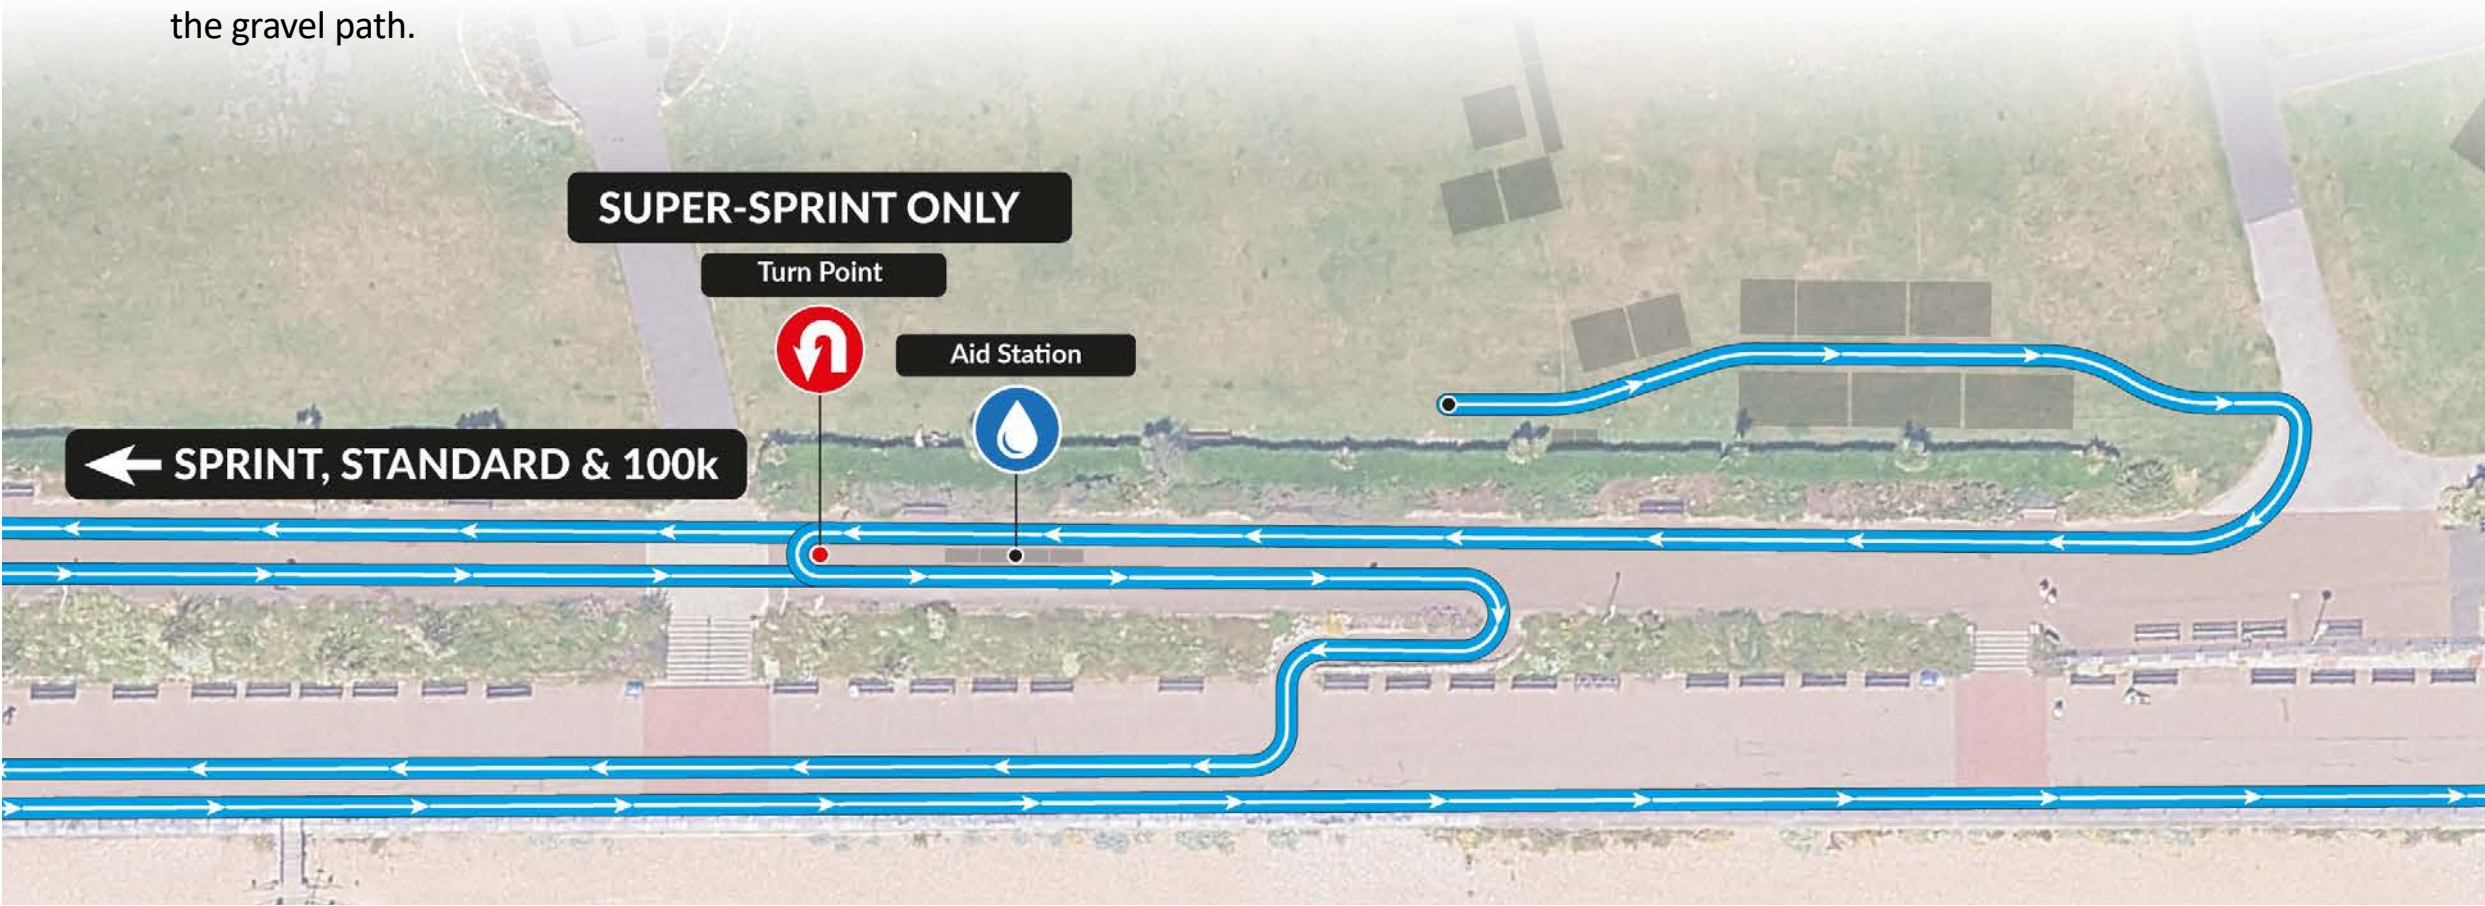 the gravel path.
SUPER-SPRINT ONLY
Turn Point
Aid Station
SPRINT, STANDARD & 100k